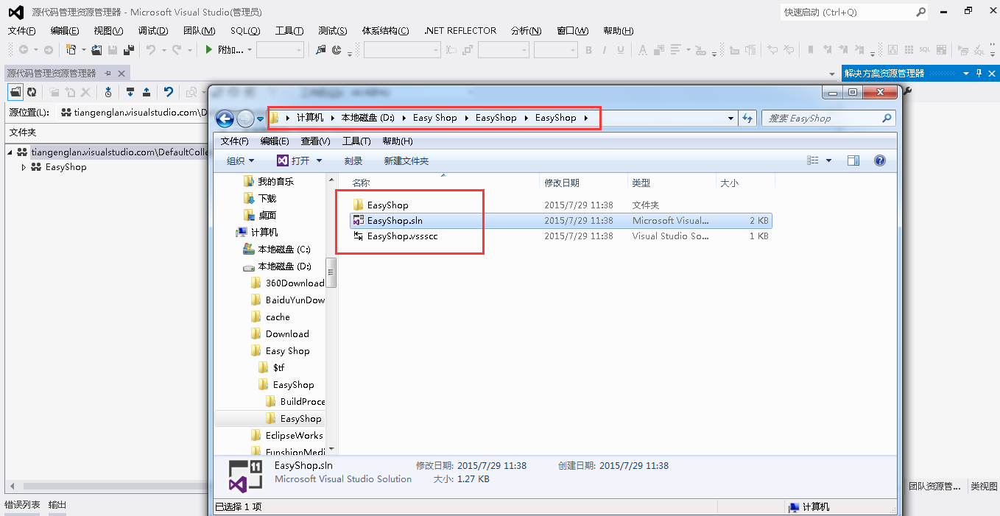 源代码管理资源管理器 - Microsoft Visual Studio(管理员)
快速启动 (Ctrl+Q)
文件(F) 编辑(E) 视图(V) 调试(D) 团队(M) SQL(Q) 工具(T) 测试(S) 体系结构(C) .NET REFLECTOR 分析(N) 窗口(W) 帮助(H)
附加...
源代码管理资源管理器
解决方案资源管理器
源位置(L): tiangenglan.visualstudio.com\D
文件夹
tiangenglan.visualstudio.com\DefaultColle
EasyShop
计算机 本地磁盘 (D:) Easy Shop EasyShop EasyShop
搜索 EasyShop
文件(F) 编辑(E) 查看(V) 工具(T) 帮助(H)
组织 打开 刻录 新建文件夹
我的音乐
下载
桌面
计算机
本地磁盘 (C:)
本地磁盘 (D:)
360Download
BaiduYunDow
cache
Download
Easy Shop
$tf
EasyShop
BuildProce
EasyShop
EclipseWorks
FunshionMedi
名称 修改日期 类型 大小
EasyShop 2015/7/29 11:38 文件夹
EasyShop.sln 2015/7/29 11:38 Microsoft Visual... 2 KB
EasyShop.vssscc 2015/7/29 11:38 Visual Studio So... 1 KB
11
EasyShop.sln 修改日期: 2015/7/29 11:38 创建日期: 2015/7/29 11:38
Microsoft Visual Studio Solution 大小: 1.27 KB
已选择 1 项
计算机
团队资源管... 类视图
错误列表 输出